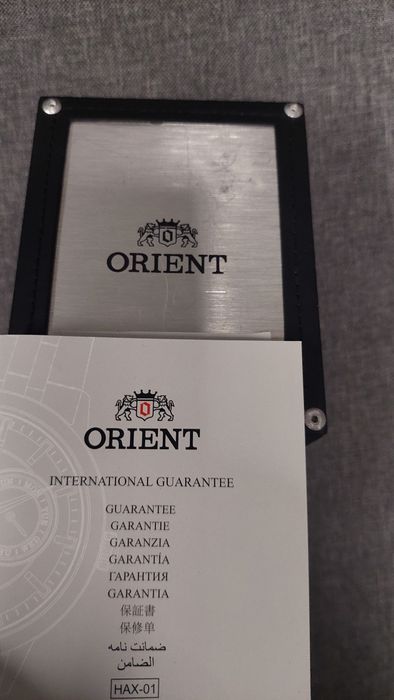 ORIENT
ORIENT
INTERNATIONAL GUARANTEE
GUARANTEE
GARANTIE
GARANZIA
GARANTÍA
ГАРАНТИЯ
GARANTIA
保証書
保修单
ضمانت نامه
الضامن
HAX-01